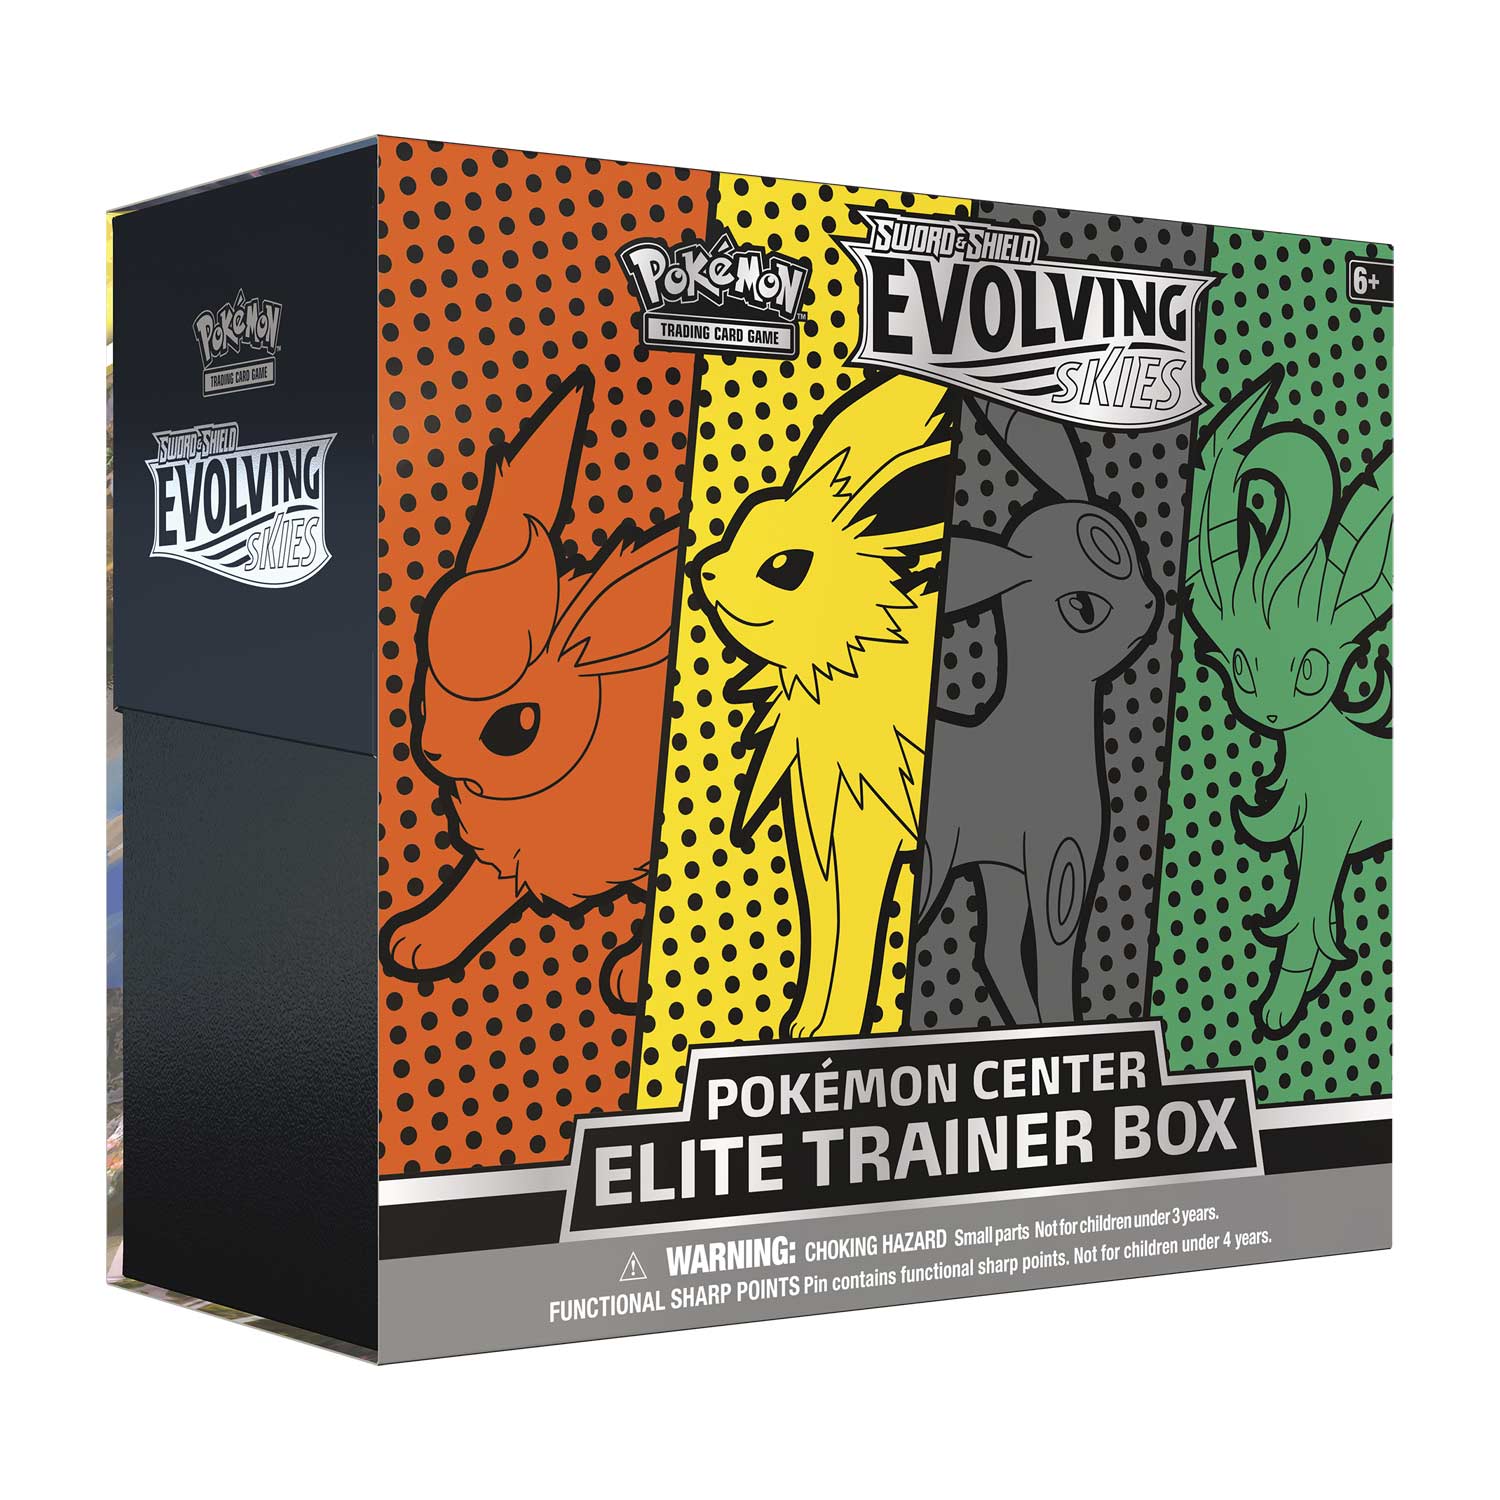 Pokémon
TRADING CARD GAME
SWORD & SHIELD
EVOLVING
SKIES
Pokémon™
TRADING CARD GAME
SWORD & SHIELD
EVOLVING
SKIES
6+
POKÉMON CENTER
ELITE TRAINER BOX
WARNING: CHOKING HAZARD Small parts Not for children under 3 years.
FUNCTIONAL SHARP POINTS Pin contains functional sharp points. Not for children under 4 years.